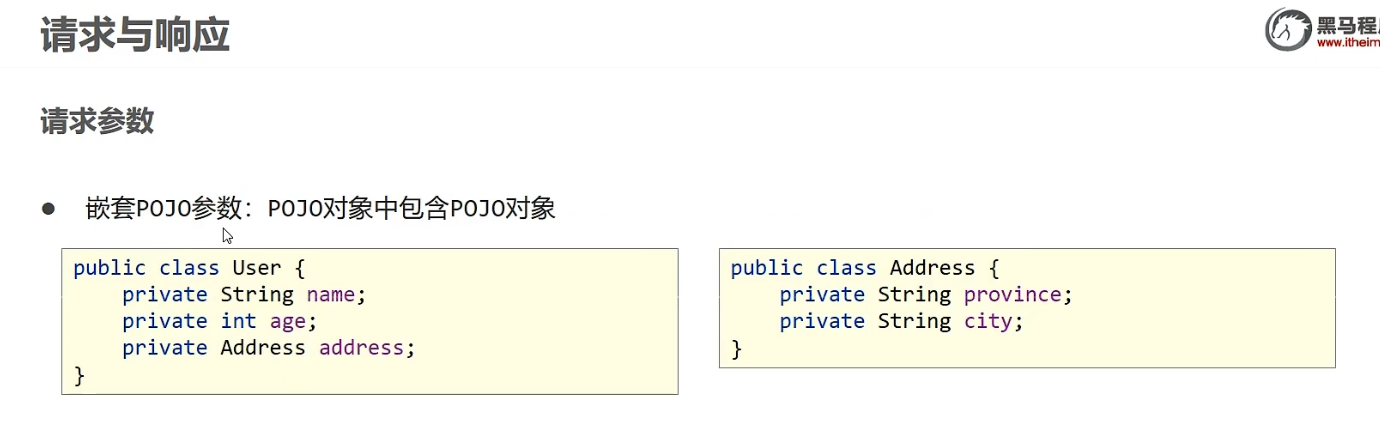 请求与响应
黑马程
www.itheim
请求参数
● 嵌套POJO参数：POJO对象中包含POJO对象
public class User {
    private String name;
    private int age;
    private Address address;
}
public class Address {
    private String province;
    private String city;
}